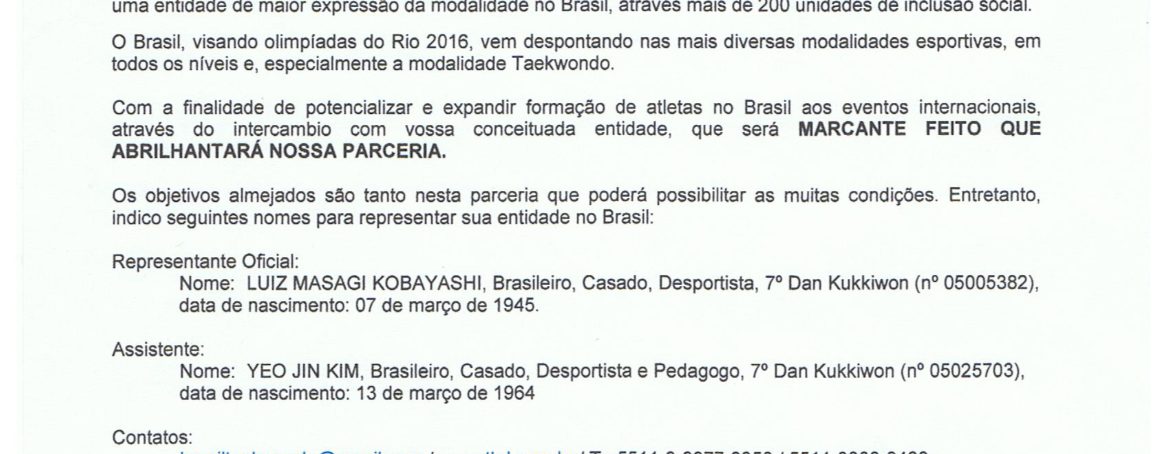 uma entidade de maior expressão da modalidade no Brasil, através mais de 200 unidades de inclusão social.
O Brasil, visando olimpíadas do Rio 2016, vem despontando nas mais diversas modalidades esportivas, em
todos os níveis e, especialmente a modalidade Taekwondo.
Com a finalidade de potencializar e expandir formação de atletas no Brasil aos eventos internacionais,
através do intercambio com vossa conceituada entidade, que será MARCANTE FEITO QUE
ABRILHANTARÁ NOSSA PARCERIA.
Os objetivos almejados são tanto nesta parceria que poderá possibilitar as muitas condições. Entretanto,
indico seguintes nomes para representar sua entidade no Brasil:
Representante Oficial:
Nome: LUIZ MASAGI KOBAYASHI, Brasileiro, Casado, Desportista, 7º Dan Kukkiwon (nº 05005382),
data de nascimento: 07 de março de 1945.
Assistente:
Nome: YEO JIN KIM, Brasileiro, Casado, Desportista e Pedagogo, 7º Dan Kukkiwon (nº 05025703),
data de nascimento: 13 de março de 1964
Contatos: